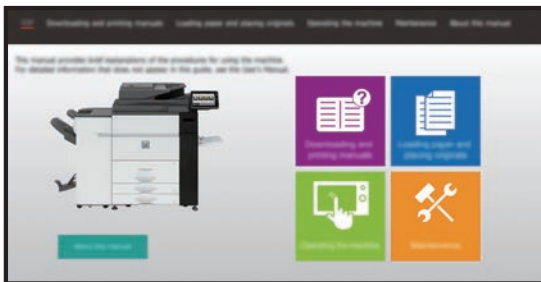 Downloading and printing manuals Loading paper and placing originals Operating the machine Maintenance About this manual
This manual provides brief explanations of the procedures for using the machine.
For detailed information that does not appear in this guide, see the User's Manual.
Downloading and
printing manuals
Loading paper and
placing originals
Operating the machine
Maintenance
About this manual